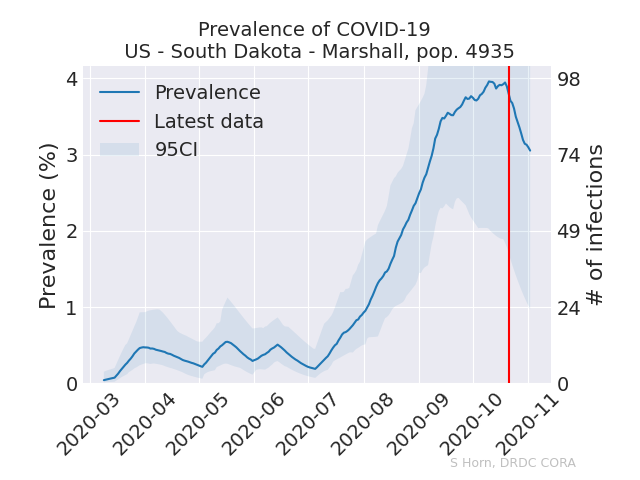 Prevalence of COVID-19
US - South Dakota - Marshall, pop. 4935
Prevalence
Latest data
95CI
Prevalence (%)
4
3
2
1
0
98
74
49
24
0
# of infections
2020-03
2020-04
2020-05
2020-06
2020-07
2020-08
2020-09
2020-10
2020-11
S Horn, DRDC CORA